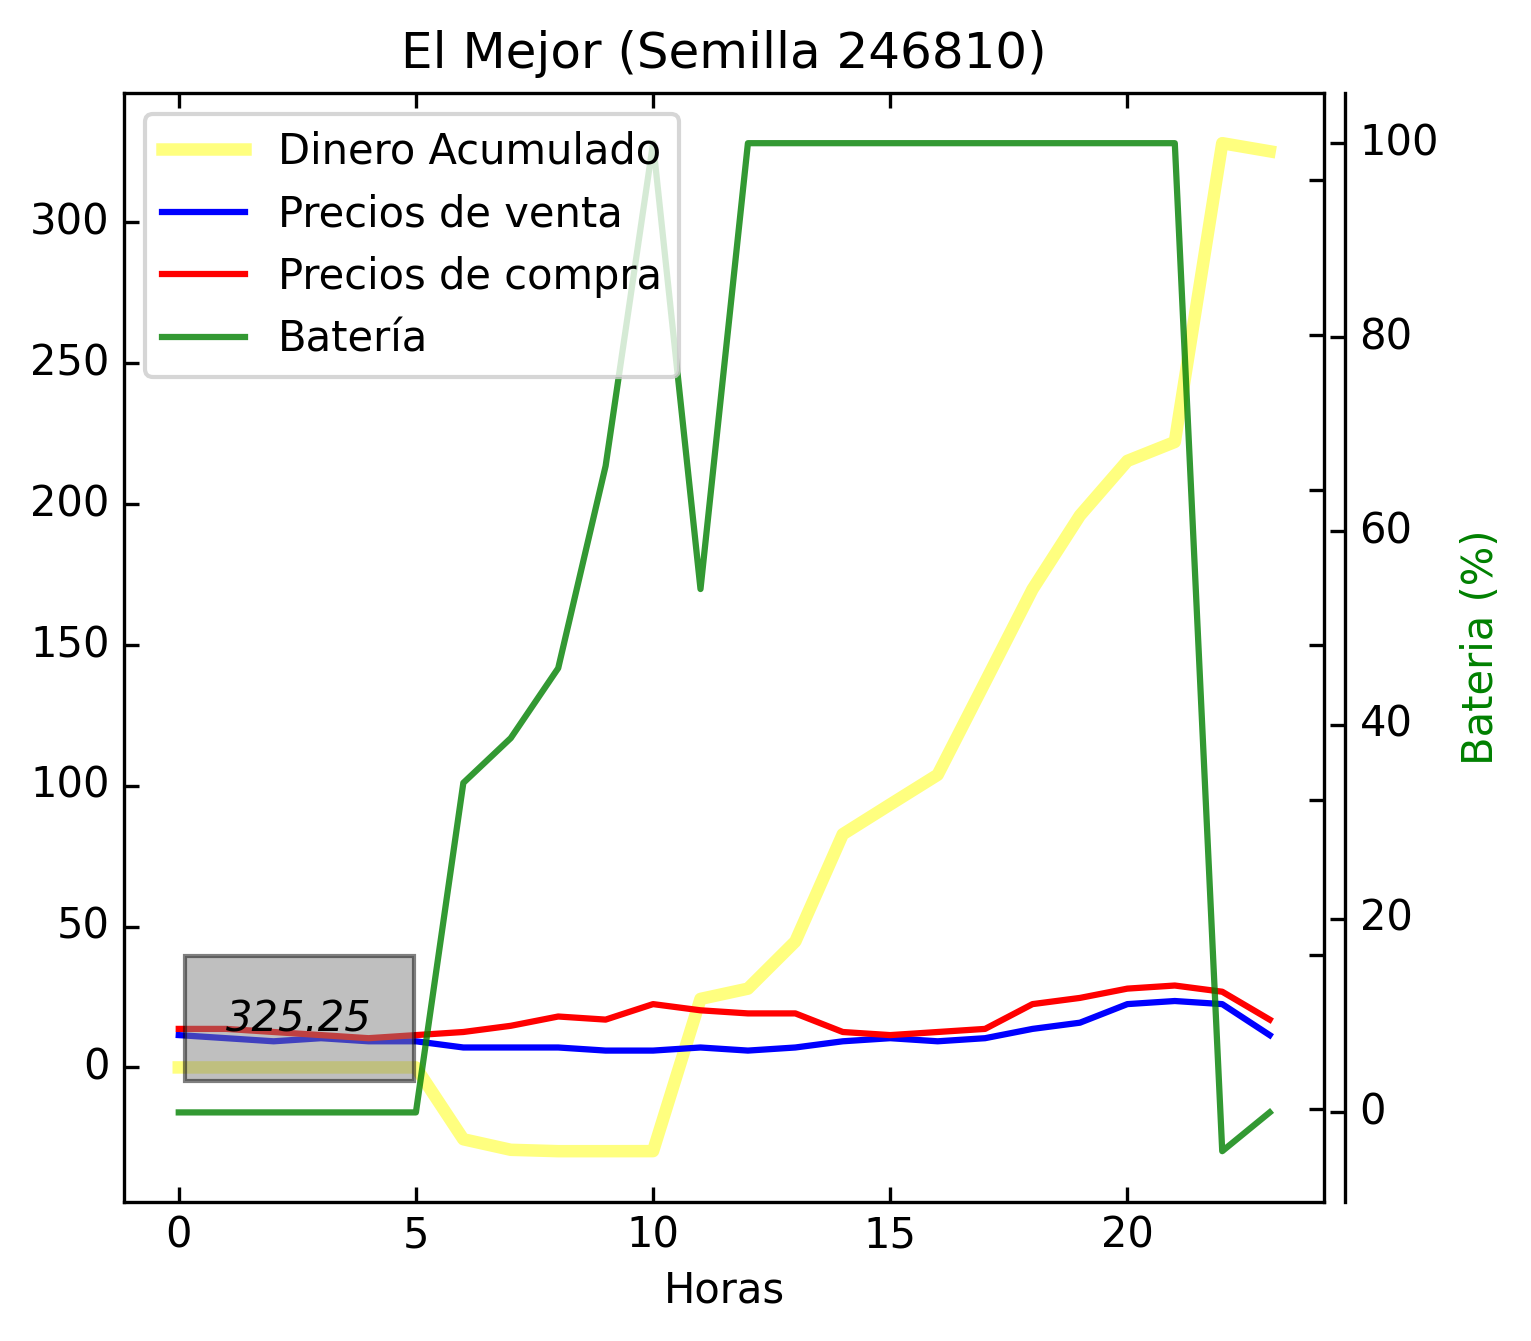 El Mejor (Semilla 246810)
Dinero Acumulado
Precios de venta
Precios de compra
Batería
300
250
200
150
100
50
0
325,25
100
80
60
40
20
0
Bateria (%)
0 5 10 15 20
Horas